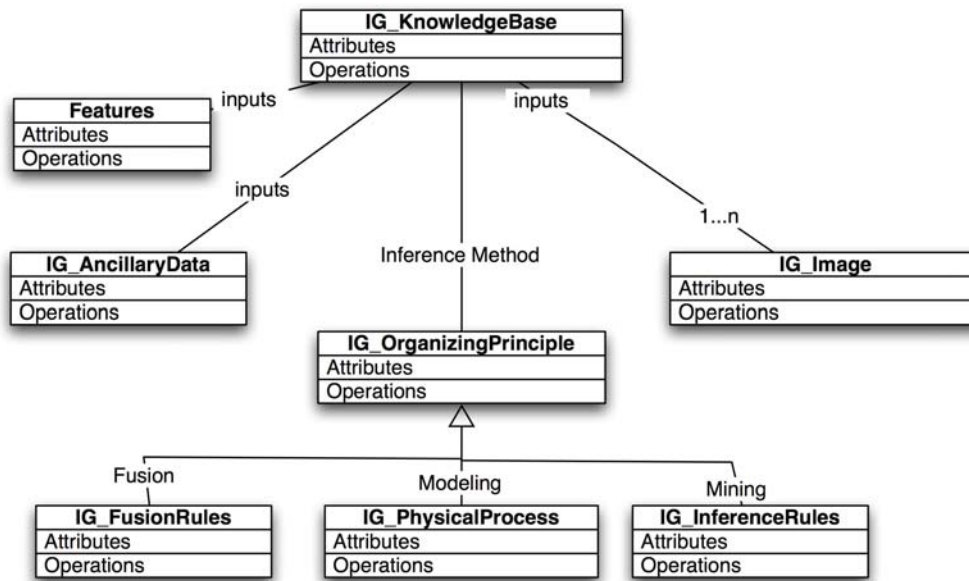 IG_KnowledgeBase
Attributes
Operations
inputs
inputs
Features
Attributes
Operations
inputs
1...n
IG_AncillaryData
Attributes
Operations
Inference Method
IG_Image
Attributes
Operations
IG_OrganizingPrinciple
Attributes
Operations
Fusion
Modeling
Mining
IG_FusionRules
Attributes
Operations
IG_PhysicalProcess
Attributes
Operations
IG_InferenceRules
Attributes
Operations